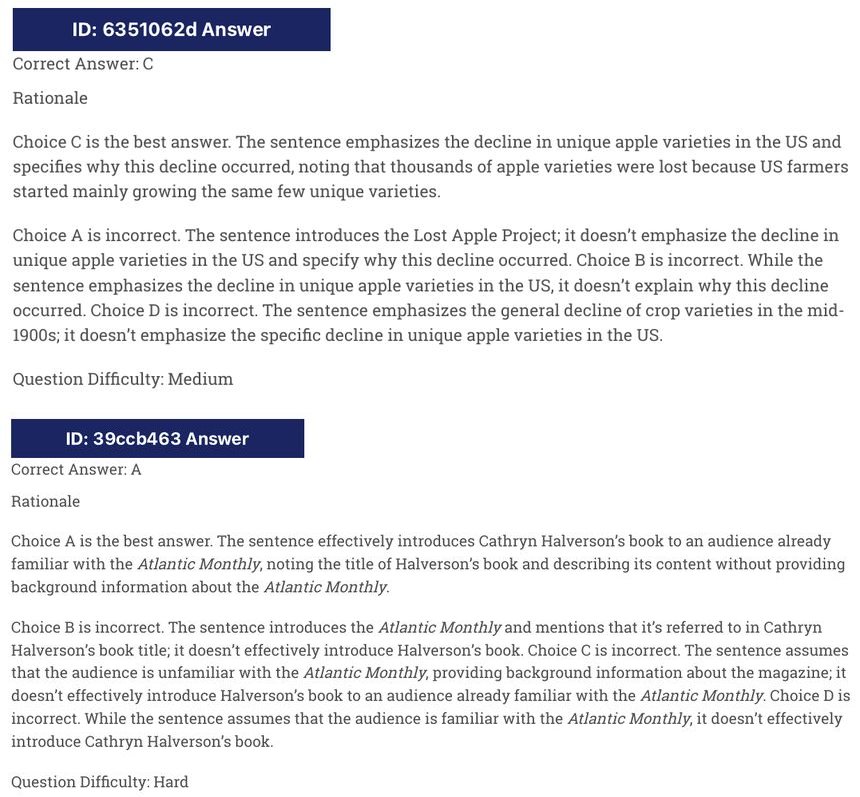 ID: 6351062d Answer
Correct Answer: C
Rationale
Choice C is the best answer. The sentence emphasizes the decline in unique apple varieties in the US and
specifies why this decline occurred, noting that thousands of apple varieties were lost because US farmers
started mainly growing the same few unique varieties.
Choice A is incorrect. The sentence introduces the Lost Apple Project; it doesn’t emphasize the decline in
unique apple varieties in the US and specify why this decline occurred. Choice B is incorrect. While the
sentence emphasizes the decline in unique apple varieties in the US, it doesn’t explain why this decline
occurred. Choice D is incorrect. The sentence emphasizes the general decline of crop varieties in the mid-
1900s; it doesn’t emphasize the specific decline in unique apple varieties in the US.
Question Difficulty: Medium
ID: 39ccb463 Answer
Correct Answer: A
Rationale
Choice A is the best answer. The sentence effectively introduces Cathryn Halverson’s book to an audience already
familiar with the Atlantic Monthly, noting the title of Halverson’s book and describing its content without providing
background information about the Atlantic Monthly.
Choice B is incorrect. The sentence introduces the Atlantic Monthly and mentions that it’s referred to in Cathryn
Halverson’s book title; it doesn’t effectively introduce Halverson’s book. Choice C is incorrect. The sentence assumes
that the audience is unfamiliar with the Atlantic Monthly, providing background information about the magazine; it
doesn’t effectively introduce Halverson’s book to an audience already familiar with the Atlantic Monthly. Choice D is
incorrect. While the sentence assumes that the audience is familiar with the Atlantic Monthly, it doesn’t effectively
introduce Cathryn Halverson’s book.
Question Difficulty: Hard